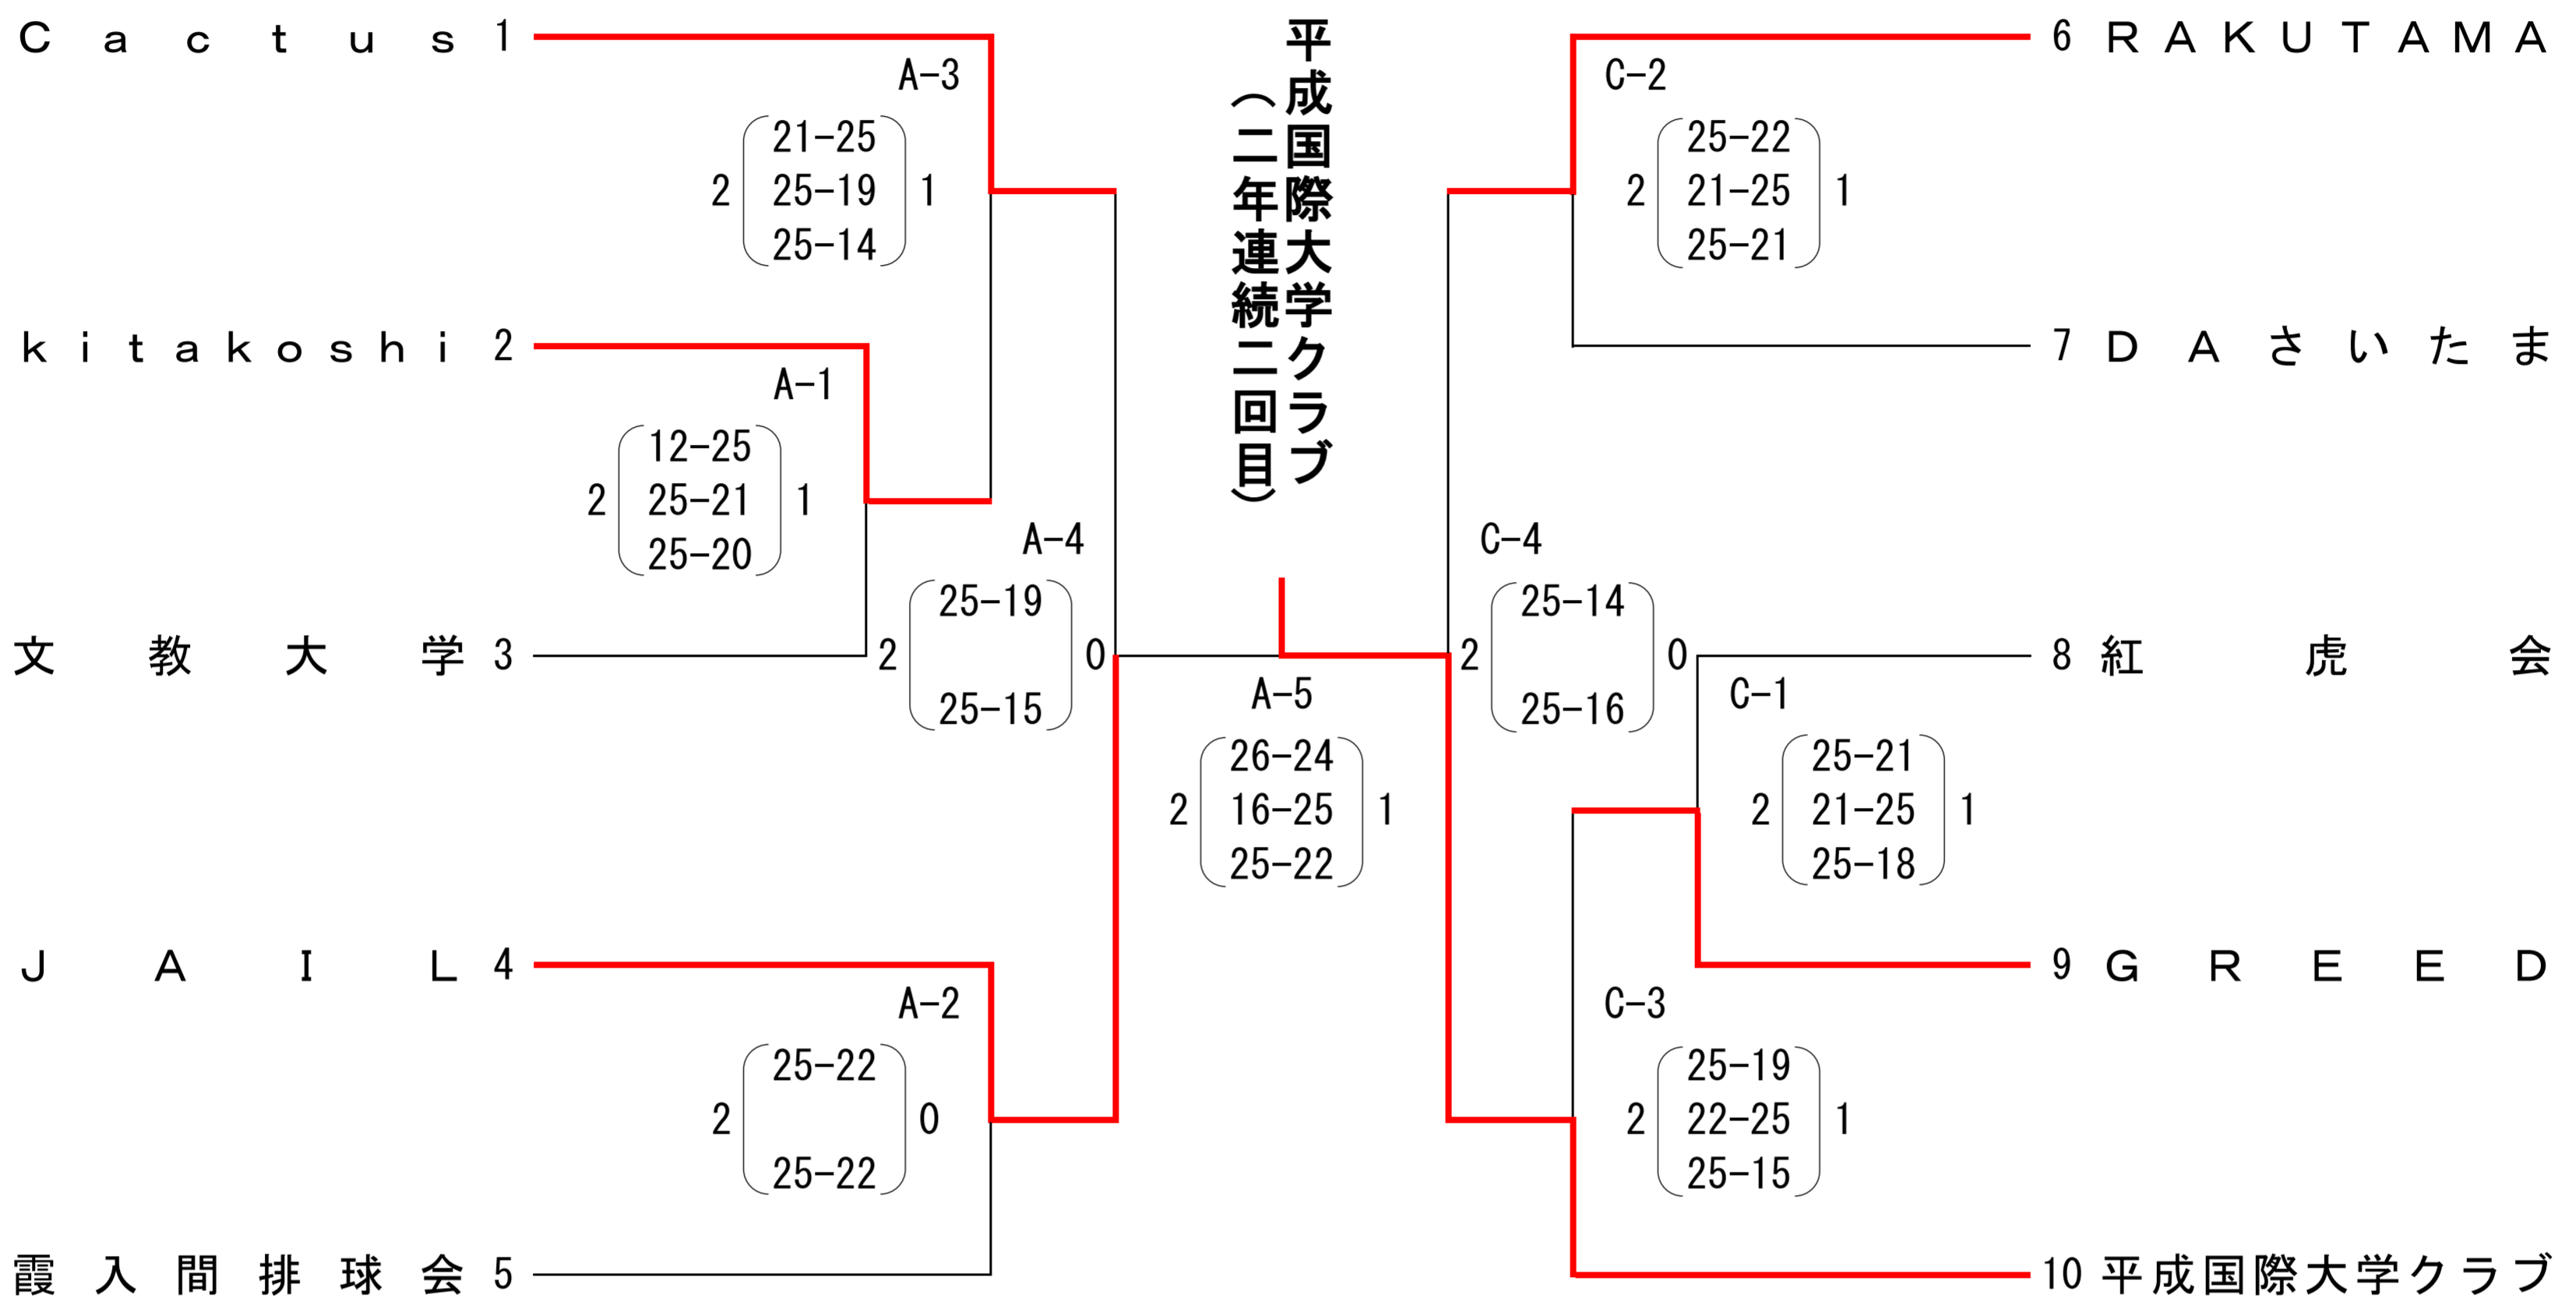 Cactus 1
A-3
2
21-25
25-19
25-14
1
kitakoshi 2
A-1
2
12-25
25-21
25-20
1
文教大学 3
A-4
2
25-19
25-15
0
JAIL 4
A-2
2
25-22
25-22
0
霞入間排球会 5
平成国際大学クラブ
（二年連続二回目）
A-5
2
26-24
16-25
25-22
1
6 RAKUTAMA
C-2
2
25-22
21-25
25-21
1
7 DAさいたま
C-4
2
25-14
25-16
0
8 紅虎会
C-1
2
25-21
21-25
25-18
1
9 GREED
C-3
2
25-19
22-25
25-15
1
10 平成国際大学クラブ